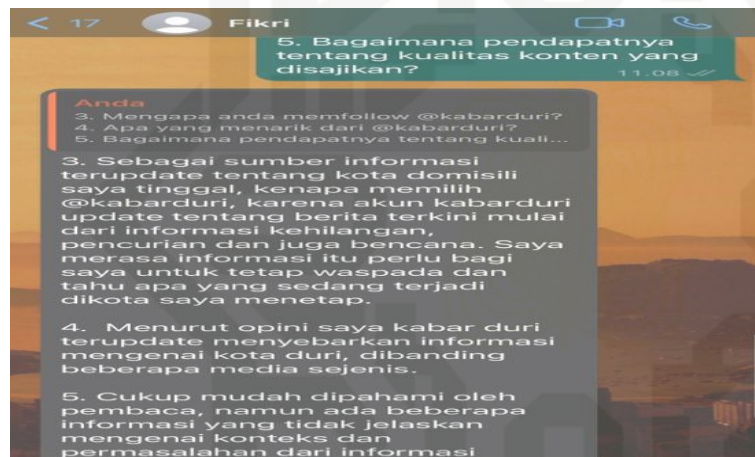 17 Fikri
5. Bagaimana pendapatnya
tentang kualitas konten yang
disajikan?
11.08
Anda
3. Mengapa anda memfollow @kabarduri?
4. Apa yang menarik dari @kabarduri?
5. Bagaimana pendapatnya tentang kuali...
3. Sebagai sumber informasi
terupdate tentang kota domisili
saya tinggal, kenapa memilih
@kabarduri, karena akun kabarduri
update tentang berita terkini mulai
dari informasi kehilangan,
pencurian dan juga bencana. Saya
merasa informasi itu perlu bagi
saya untuk tetap waspada dan
tahu apa yang sedang terjadi
dikota saya menetap.
4. Menurut opini saya kabar duri
terupdate menyebarkan informasi
mengenai kota duri, dibanding
beberapa media sejenis.
5. Cukup mudah dipahami oleh
pembaca, namun ada beberapa
informasi yang tidak jelaskan
mengenai konteks dan
permasalahan dari informasi